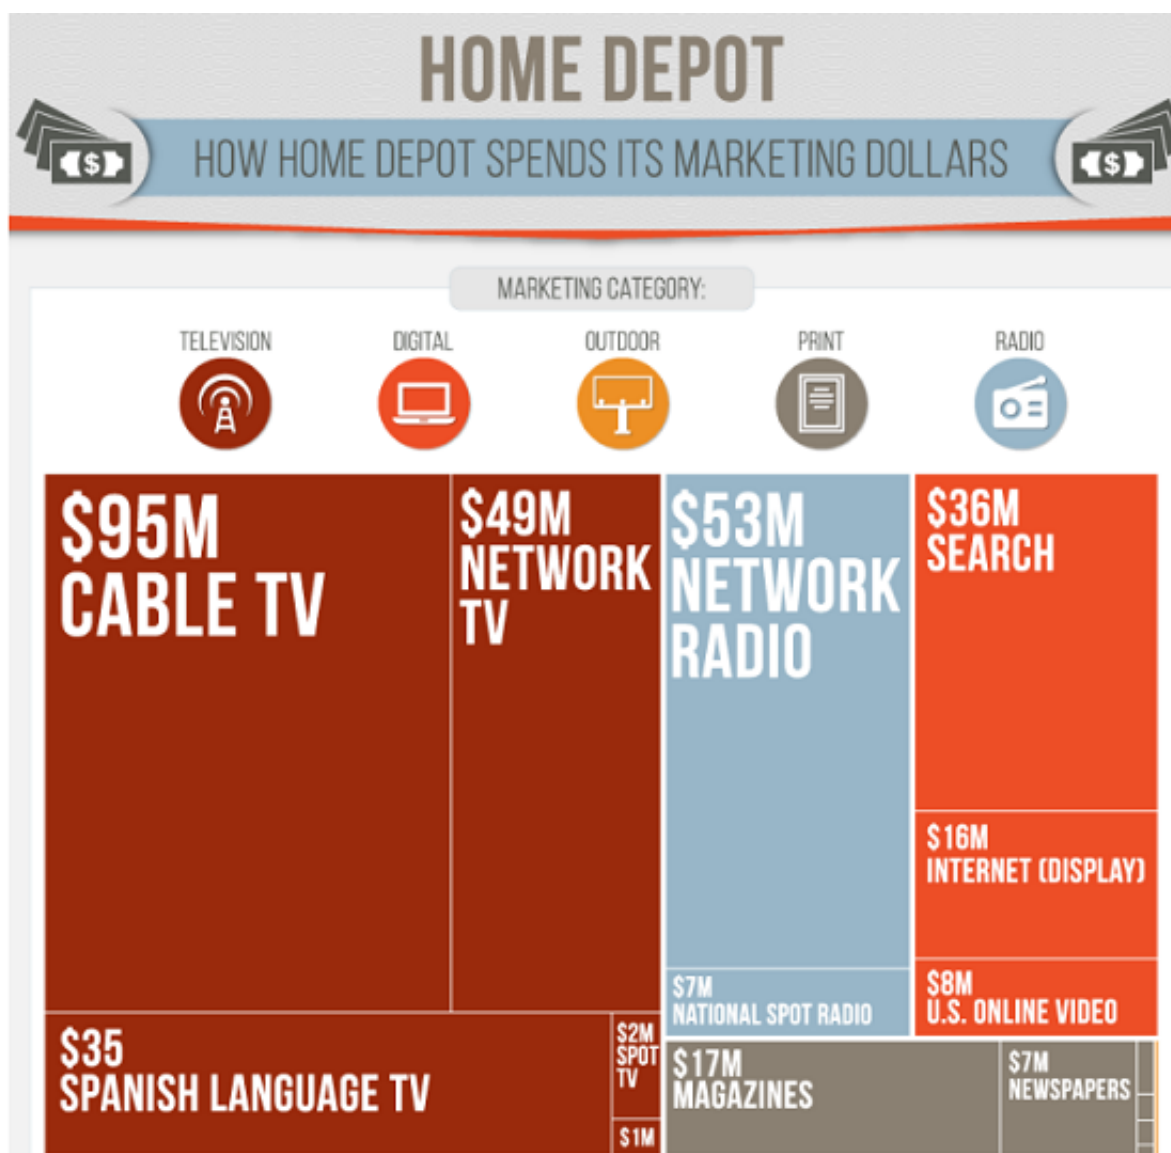 HOME DEPOT
$
HOW HOME DEPOT SPENDS ITS MARKETING DOLLARS
$
MARKETING CATEGORY:
TELEVISION
DIGITAL
OUTDOOR
PRINT
RADIO
$95M
CABLE TV
$49M
NETWORK
TV
$53M
NETWORK
RADIO
$36M
SEARCH
$16M
INTERNET (DISPLAY)
$7M
NATIONAL SPOT RADIO
$8M
U.S. ONLINE VIDEO
$35
SPANISH LANGUAGE TV
$2M
SPOT
TV
$1M
$17M
MAGAZINES
$7M
NEWSPAPERS